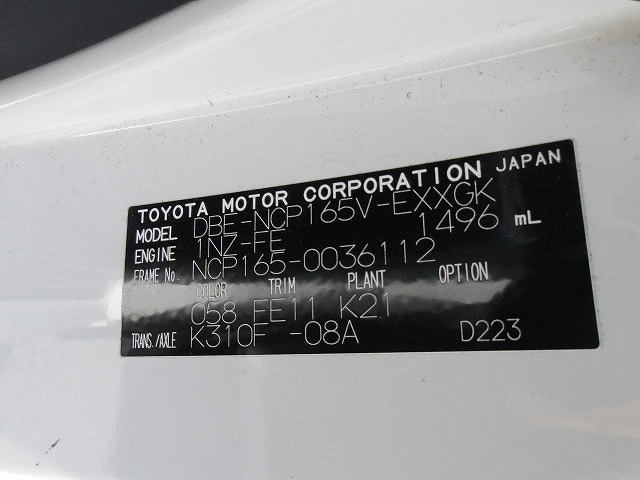 TOYOTA MOTOR CORPORATION JAPAN
MODEL DBE-NCP165V-EXXGK
ENGINE 1NZ-FE 1496 mL
FRAME No. NCP165-0036112
COLOR TRIM PLANT OPTION
058 FE11 K21
TRANS./AXLE K310F -08A D223